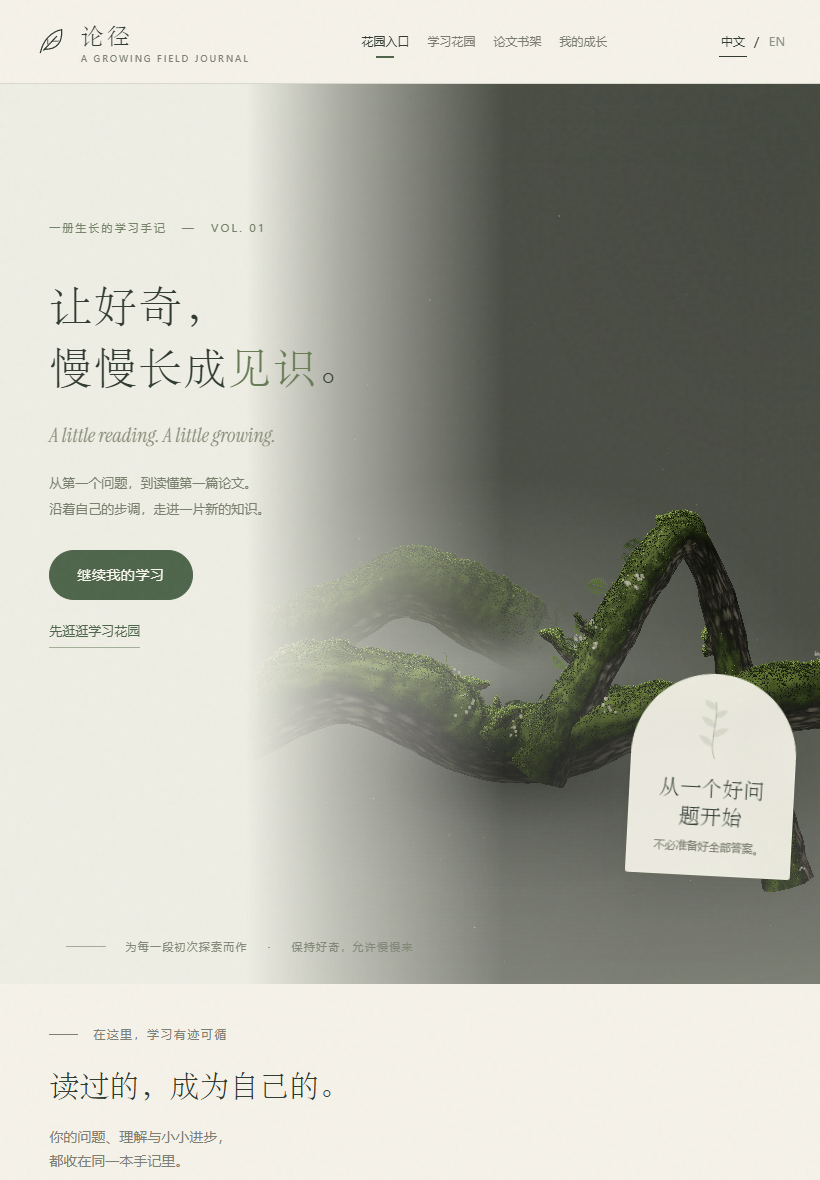 论径
A GROWING FIELD JOURNAL
花园入口 学习花园 论文书架 我的成长
中文 / EN
一册生长的学习手记 — VOL. 01
让好奇，
慢慢长成见识。
A little reading. A little growing.
从第一个问题，到读懂第一篇论文。
沿着自己的步调，走进一片新的知识。
继续我的学习
先逛逛学习花园
从一个好问
题开始
不必准备好全部答案。
为每一段初次探索而作 · 保持好奇，允许慢慢来
在这里，学习有迹可循
读过的，成为自己的。
你的问题、理解与小小进步，
都收在同一本手记里。